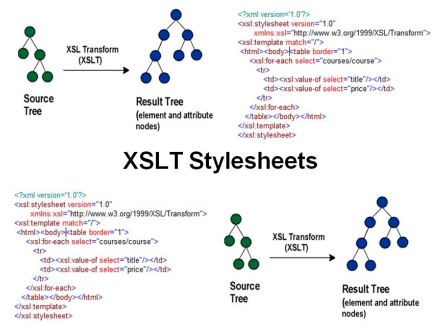 XSL Transform
(XSLT)
Source
Tree
Result Tree
(element and attribute
nodes)
<?xml version="1.0"?>
<xsl:stylesheet version="1.0"
xmlns:xsl="http://www.w3.org/1999/XSL/Transform">
<xsl:template match="/">
<html><body><table border="1">
<xsl:for-each select="courses/course">
<tr>
<td><xsl:value-of select="title"/></td>
<td><xsl:value-of select="price"/></td>
</tr>
</xsl:for-each>
</table></body></html>
</xsl:template>
</xsl:stylesheet>
XSLT Stylesheets
<?xml version="1.0"?>
<xsl:stylesheet version="1.0"
xmlns:xsl="http://www.w3.org/1999/XSL/Transform">
<xsl:template match="/">
<html><body><table border="1">
<xsl:for-each select="courses/course">
<tr>
<td><xsl:value-of select="title"/></td>
<td><xsl:value-of select="price"/></td>
</tr>
</xsl:for-each>
</table></body></html>
</xsl:template>
</xsl:stylesheet>
XSL Transform
(XSLT)
Source
Tree
Result Tree
(element and attribute
nodes)